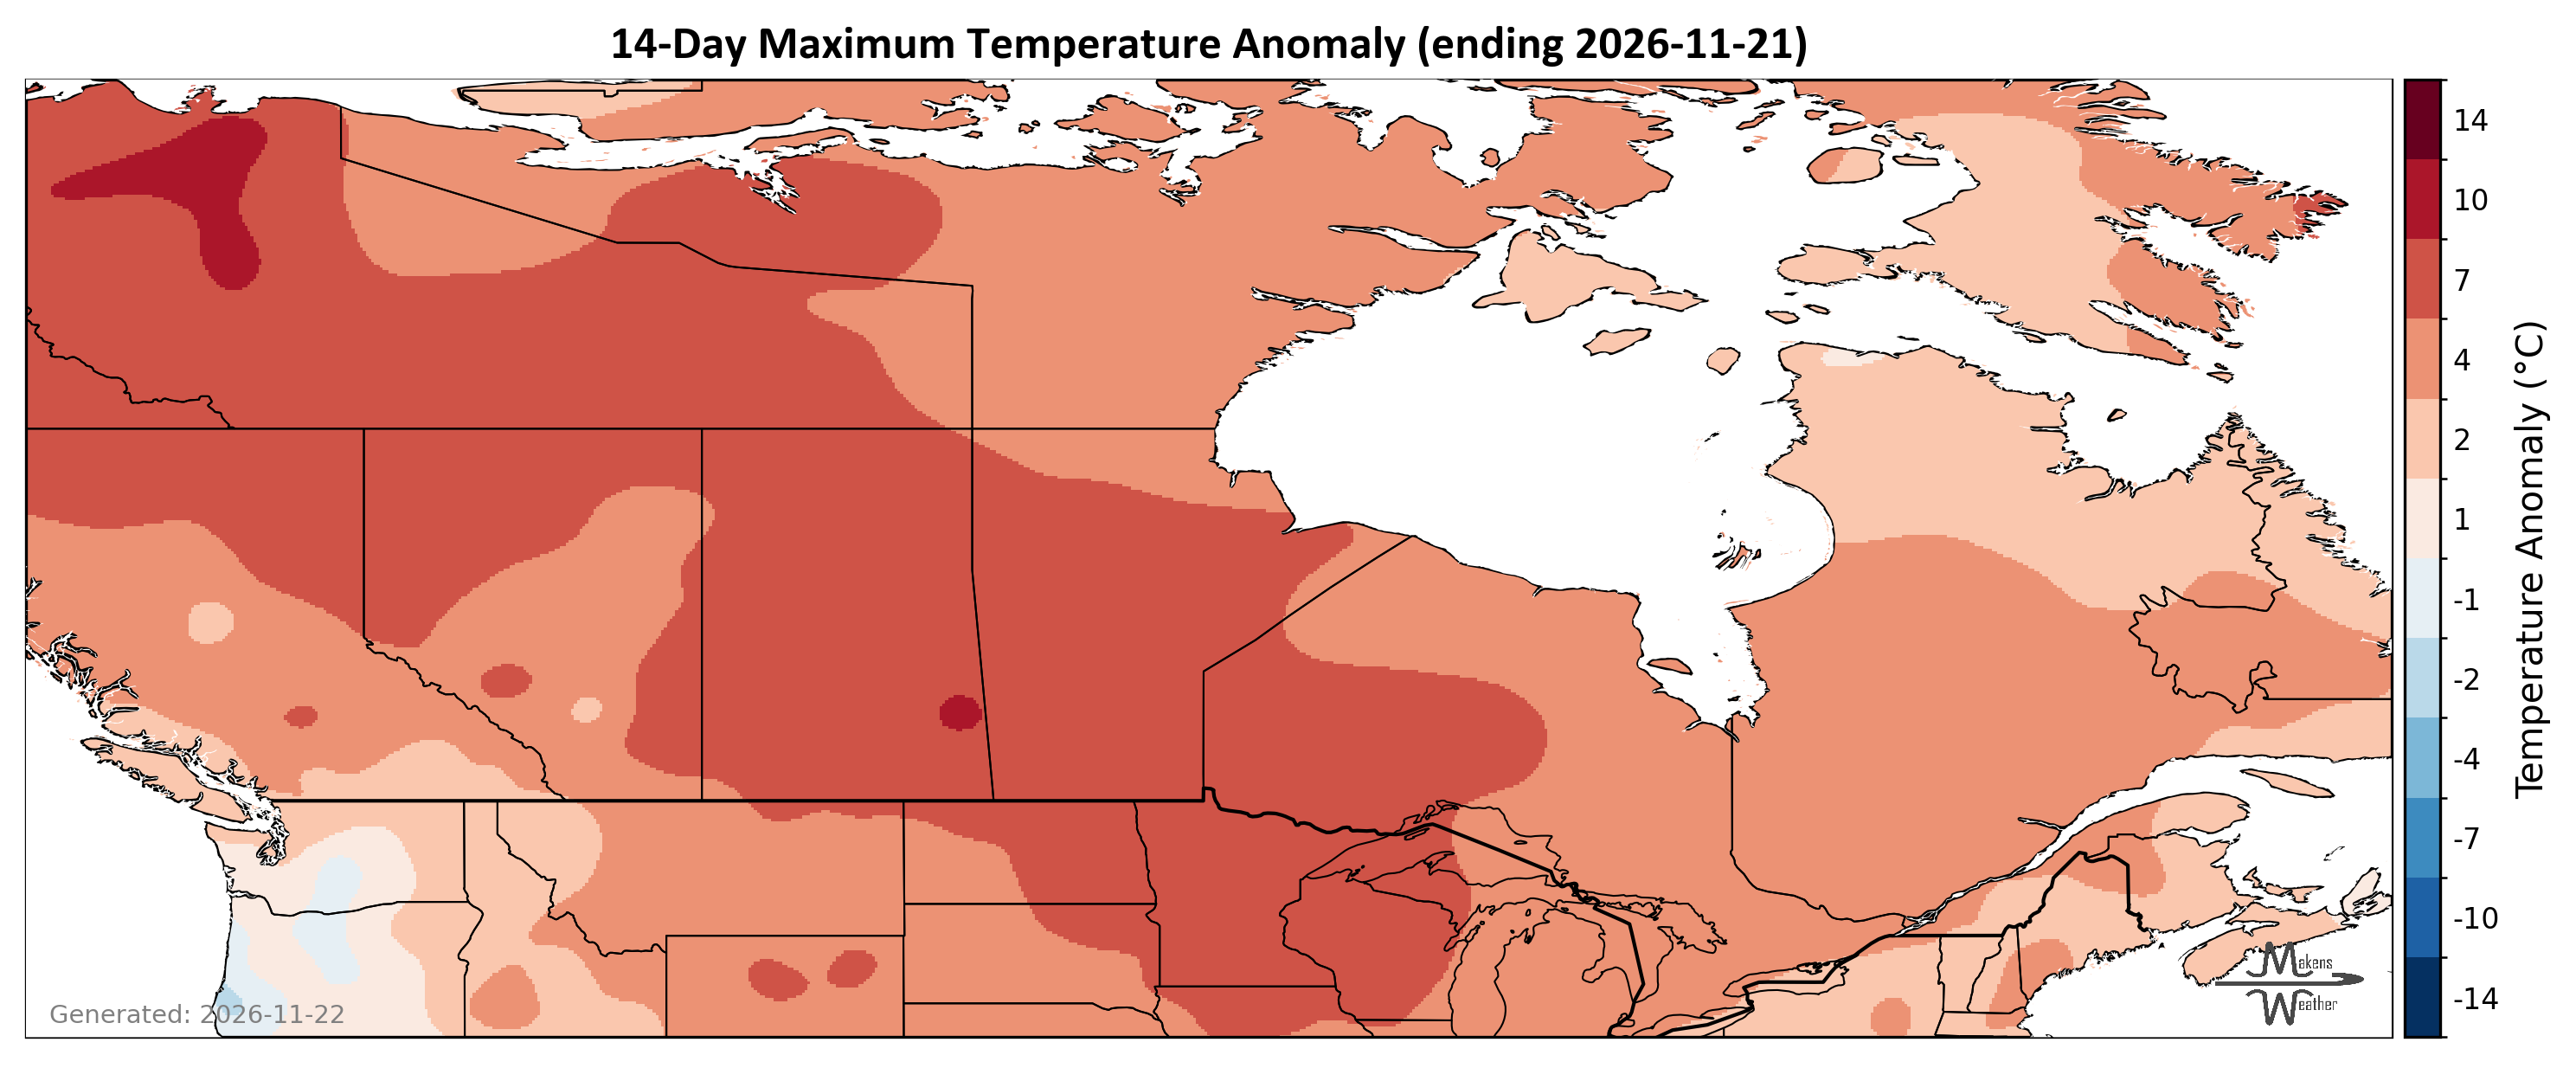 14-Day Maximum Temperature Anomaly (ending 2026-11-21)
14
10
7
4
2
1
-1
-2
-4
-7
-10
-14
Temperature Anomaly (°C)
Generated: 2026-11-22
Makens
Weather